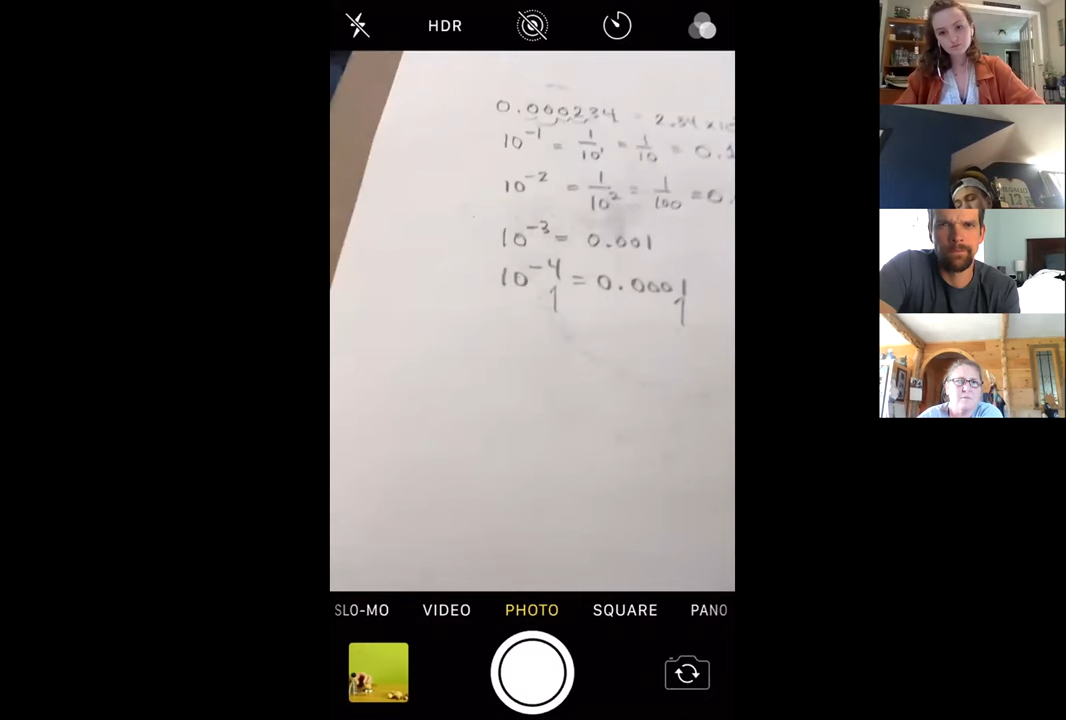 HDR
0.000234 = 2.34 × 10
10⁻¹ = 1/10¹ = 1/10 = 0.1
10⁻² = 1/10² = 1/100 = 0.
10⁻³ = 0.001
10⁻⁴ = 0.0001
SLO-MO VIDEO PHOTO SQUARE PANO